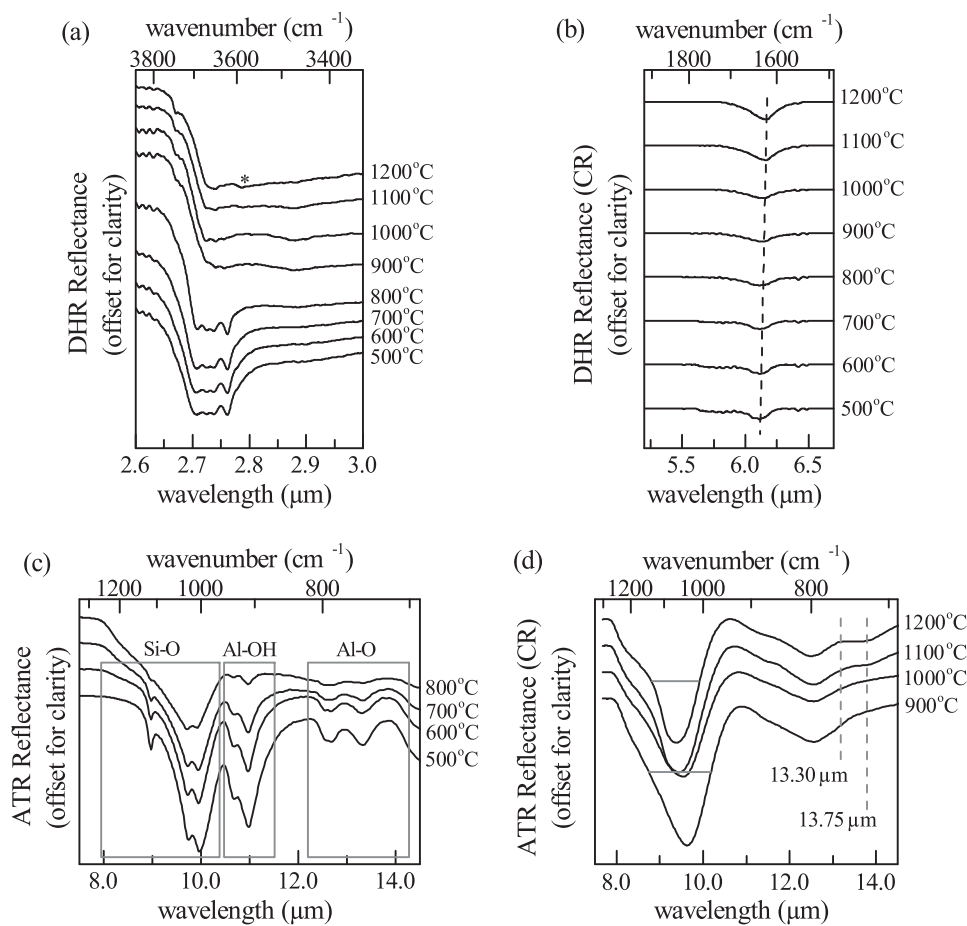 (a)
wavenumber (cm -1)
3800 3600 3400
DHR Reflectance
(offset for clarity)
*
1200°C
1100°C
1000°C
900°C
800°C
700°C
600°C
500°C
2.6 2.7 2.8 2.9 3.0
wavelength (μm)
(b)
wavenumber (cm -1)
1800 1600
DHR Reflectance (CR)
(offset for clarity)
1200°C
1100°C
1000°C
900°C
800°C
700°C
600°C
500°C
5.5 6.0 6.5
wavelength (μm)
(c)
wavenumber (cm -1)
1200 1000 800
ATR Reflectance
(offset for clarity)
Si-O Al-OH Al-O
800°C
700°C
600°C
500°C
8.0 10.0 12.0 14.0
wavelength (μm)
(d)
wavenumber (cm -1)
1200 1000 800
ATR Reflectance (CR)
(offset for clarity)
1200°C
1100°C
1000°C
900°C
13.30 μm
13.75 μm
8.0 10.0 12.0 14.0
wavelength (μm)